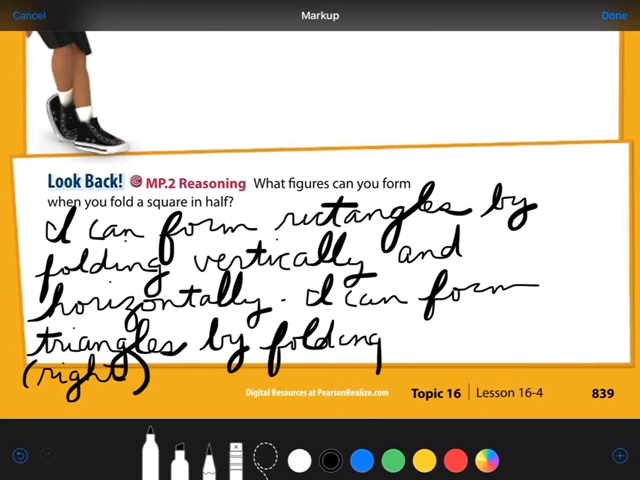 Cancel
Markup
Done
Look Back! MP.2 Reasoning What figures can you form
when you fold a square in half?
I can form rectangles by
folding vertically and
horizontally. I can form
triangles by folding
(right)
Digital Resources at PearsonRealize.com
Topic 16 | Lesson 16-4
839